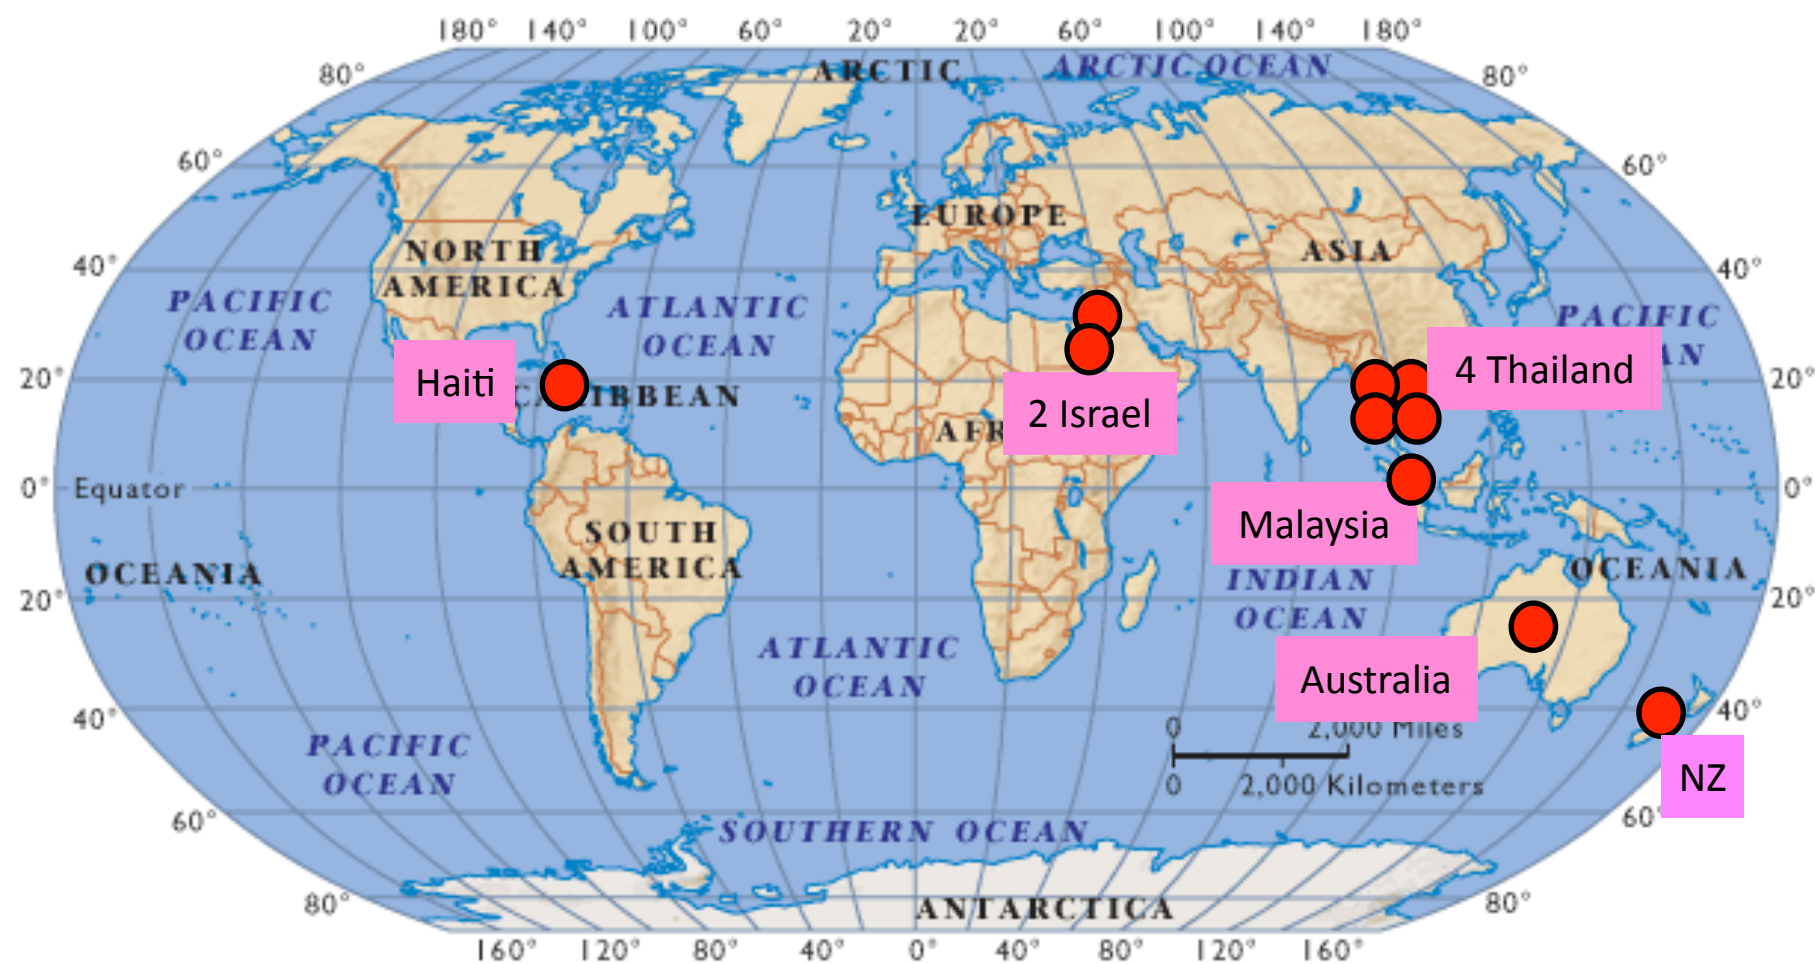 180° 140° 100° 60° 20° 20° 60° 100° 140° 180°
80° ARCTIC ARCTIC OCEAN 80°
60° 60°
EUROPE
NORTH AMERICA
ASIA
40° 40°
PACIFIC OCEAN
ATLANTIC OCEAN
PACIFIC
AN
4 Thailand
Haiti
20° 20°
CARIBBEAN
2 Israel
AFR
0° Equator 0°
Malaysia
SOUTH AMERICA
OCEANIA
INDIAN OCEAN
OCEANIA
20° 20°
ATLANTIC OCEAN
Australia
40° 40°
0 2,000 Miles
0 2,000 Kilometers
PACIFIC OCEAN
NZ
60° 60°
SOUTHERN OCEAN
80° 80°
ANTARCTICA
160° 120° 80° 40° 0° 40° 80° 120° 160°